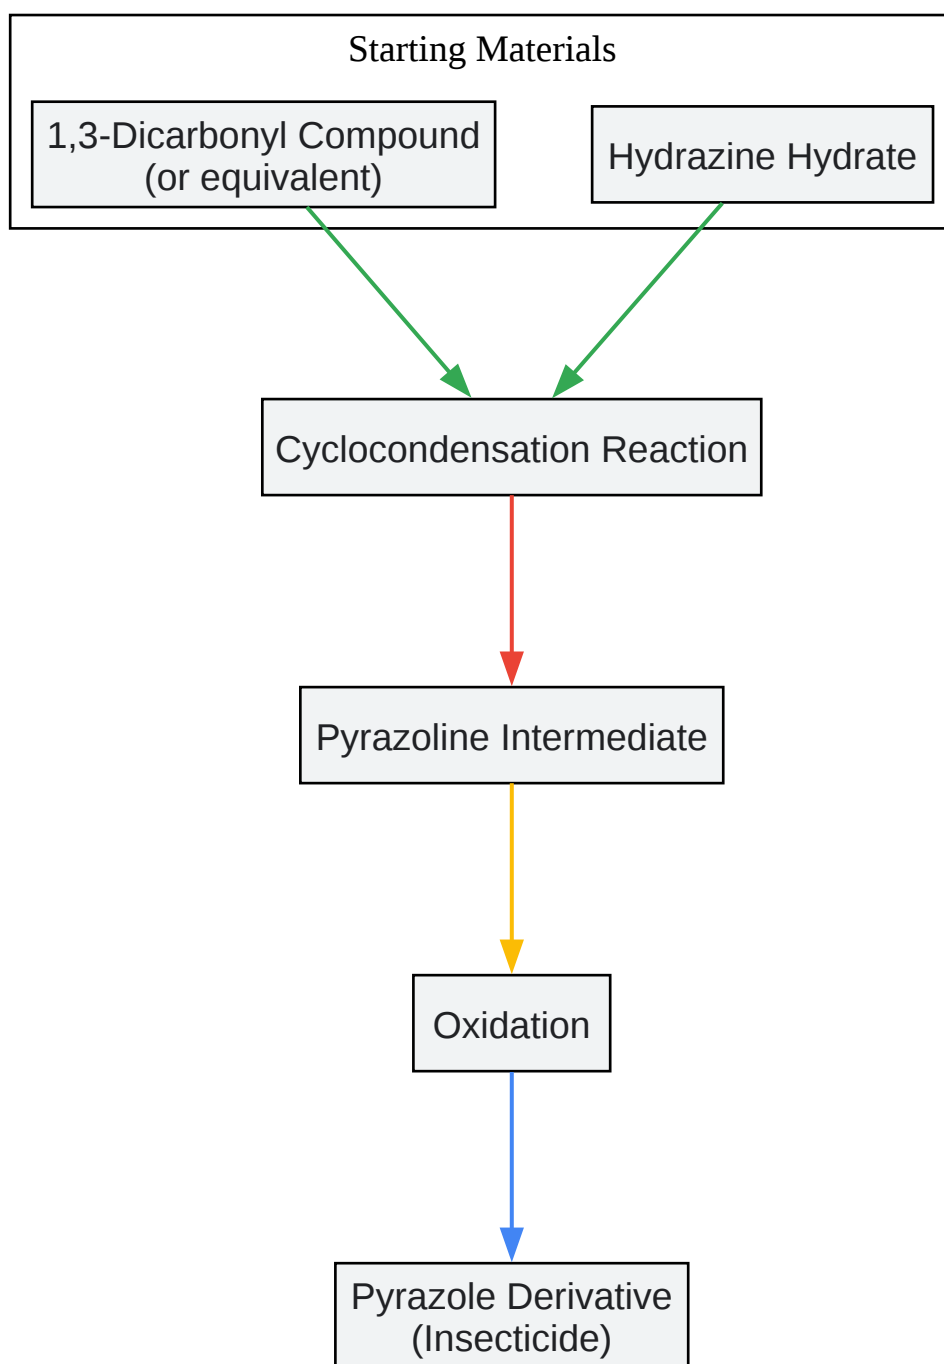 Starting Materials
1,3-Dicarbonyl Compound
(or equivalent)
Hydrazine Hydrate
Cyclocondensation Reaction
Pyrazoline Intermediate
Oxidation
Pyrazole Derivative
(Insecticide)